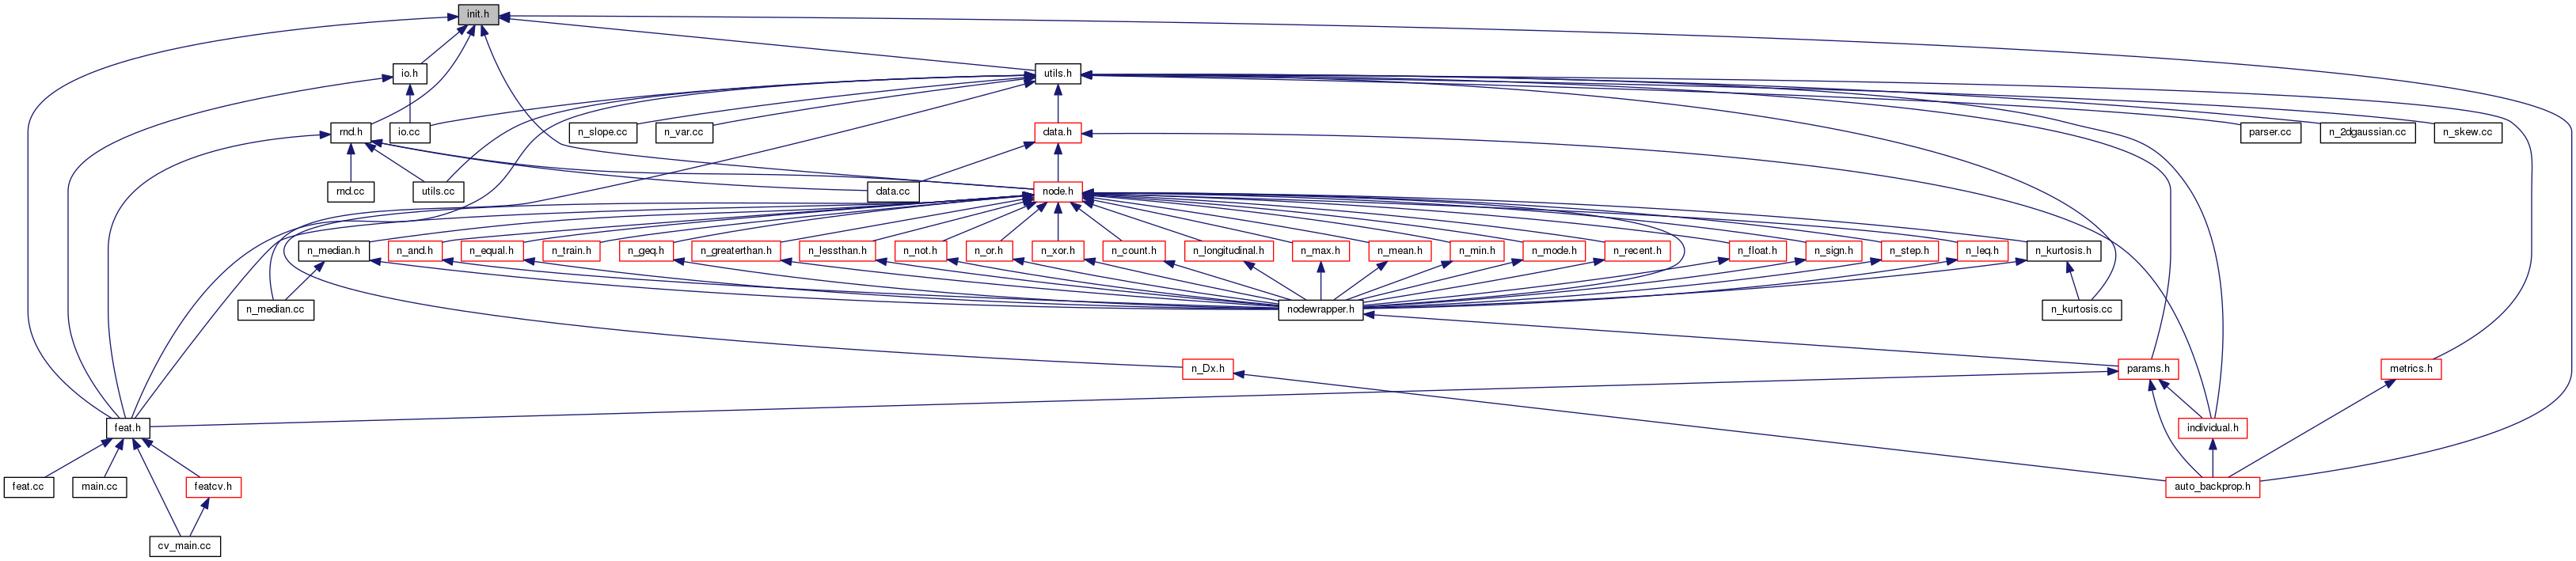 init.h
io.h
utils.h
rnd.h
io.cc
n_slope.cc
n_var.cc
data.h
parser.cc
n_2dgaussian.cc
n_skew.cc
rnd.cc
utils.cc
data.cc
node.h
n_median.h
n_and.h
n_equal.h
n_train.h
n_geq.h
n_greaterthan.h
n_lessthan.h
n_not.h
n_or.h
n_xor.h
n_count.h
n_longitudinal.h
n_max.h
n_mean.h
n_min.h
n_mode.h
n_recent.h
n_float.h
n_sign.h
n_step.h
n_leq.h
n_kurtosis.h
n_median.cc
nodewrapper.h
n_kurtosis.cc
n_Dx.h
params.h
metrics.h
feat.h
individual.h
feat.cc
main.cc
featcv.h
auto_backprop.h
cv_main.cc